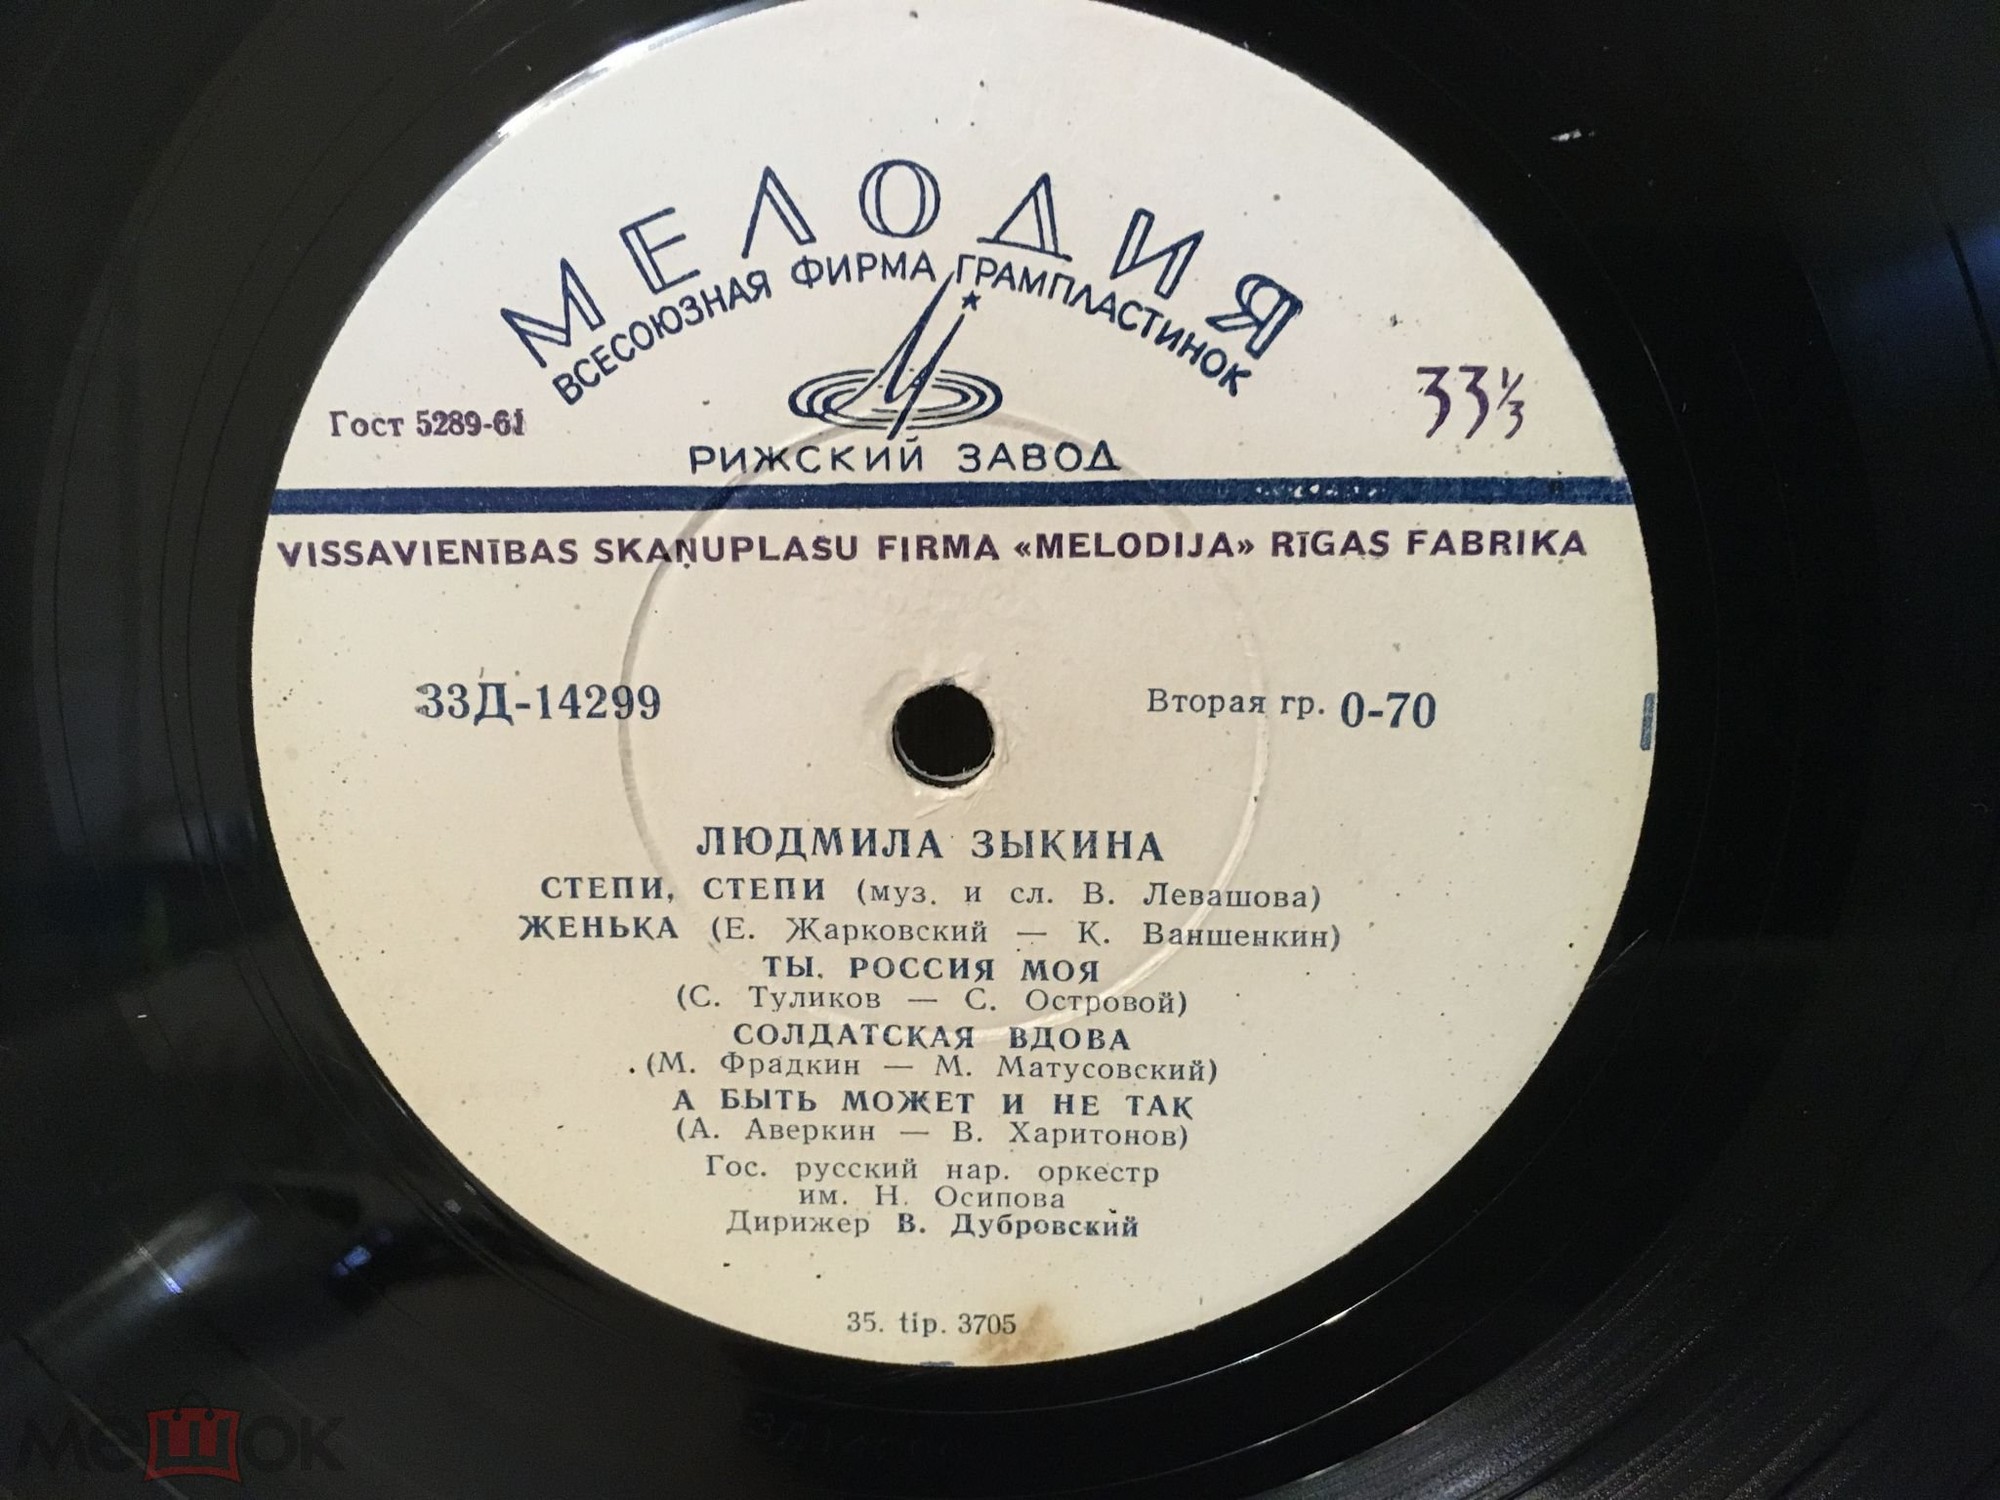 МЕЛОДИЯ
ВСЕСОЮЗНАЯ ФИРМА ГРАМПЛАСТИНОК
Гост 5289-61
33⅓
РИЖСКИЙ ЗАВОД
VISSAVIENĪBAS SKAŅUPLAŠU FIRMA «MELODIJA» RĪGAS FABRIKA
33Д-14299
Вторая гр. 0-70
ЛЮДМИЛА ЗЫКИНА
СТЕПИ, СТЕПИ (муз. и сл. В. Левашова)
ЖЕНЬКА (Е. Жарковский — К. Ваншенкин)
ТЫ, РОССИЯ МОЯ
(С. Туликов — С. Островой)
СОЛДАТСКАЯ ВДОВА
(М. Фрадкин — М. Матусовский)
А БЫТЬ МОЖЕТ И НЕ ТАК
(А. Аверкин — В. Харитонов)
Гос. русский нар. оркестр
им. Н. Осипова
Дирижер В. Дубровский
35. tip. 3705
мешок